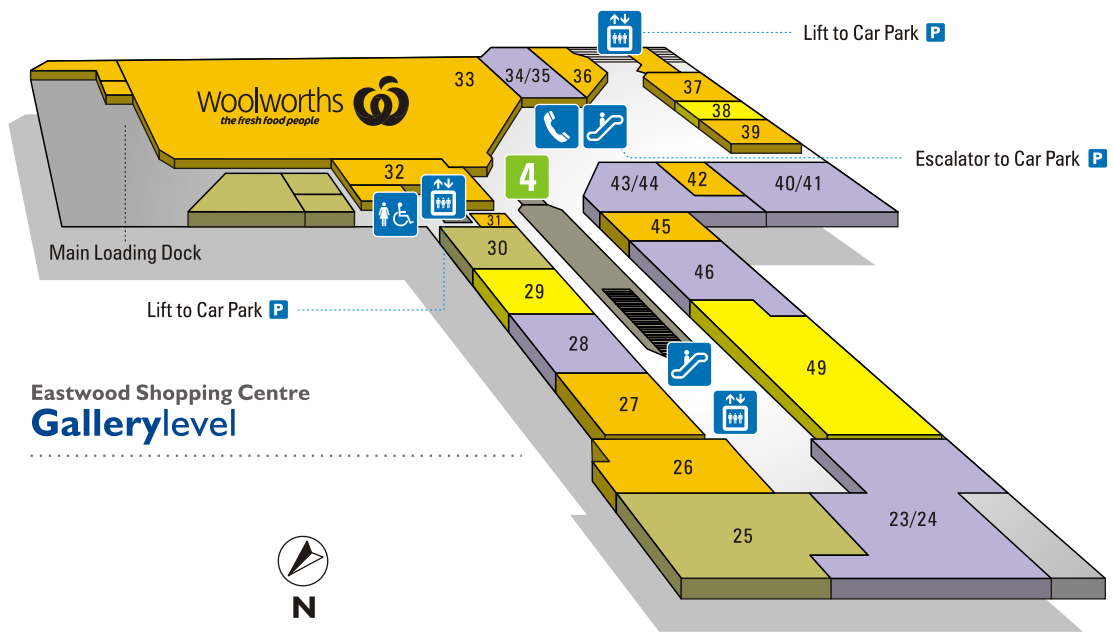 Lift to Car Park P
33
34/35
36
37
38
39
Woolworths
the fresh food people
Escalator to Car Park P
32
4
43/44
42
40/41
31
45
Main Loading Dock
30
46
29
Lift to Car Park P
28
49
Eastwood Shopping Centre
Gallerylevel
27
26
23/24
25
N